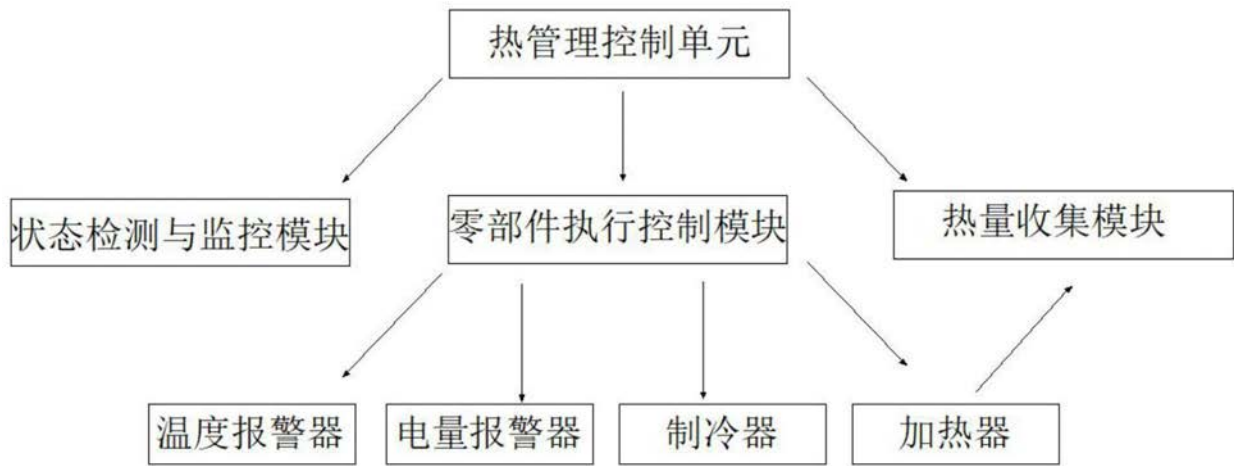 热管理控制单元
状态检测与监控模块
零部件执行控制模块
热量收集模块
温度报警器
电量报警器
制冷器
加热器